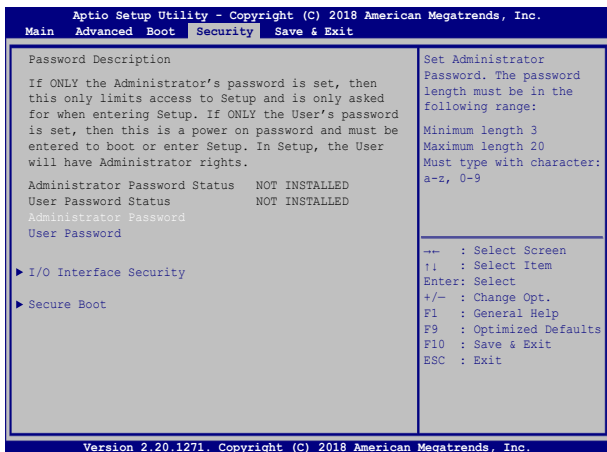 Aptio Setup Utility - Copyright (C) 2018 American Megatrends, Inc.
Main Advanced Boot Security Save & Exit
Password Description
If ONLY the Administrator's password is set, then
this only limits access to Setup and is only asked
for when entering Setup. If ONLY the User's password
is set, then this is a power on password and must be
entered to boot or enter Setup. In Setup, the User
will have Administrator rights.
Administrator Password Status NOT INSTALLED
User Password Status NOT INSTALLED
Administrator Password
User Password
▶ I/O Interface Security
▶ Secure Boot
Set Administrator
Password. The password
length must be in the
following range:
Minimum length 3
Maximum length 20
Must type with character:
a-z, 0-9
→← : Select Screen
↑↓ : Select Item
Enter: Select
+/— : Change Opt.
F1 : General Help
F9 : Optimized Defaults
F10 : Save & Exit
ESC : Exit
Version 2.20.1271. Copyright (C) 2018 American Megatrends, Inc.